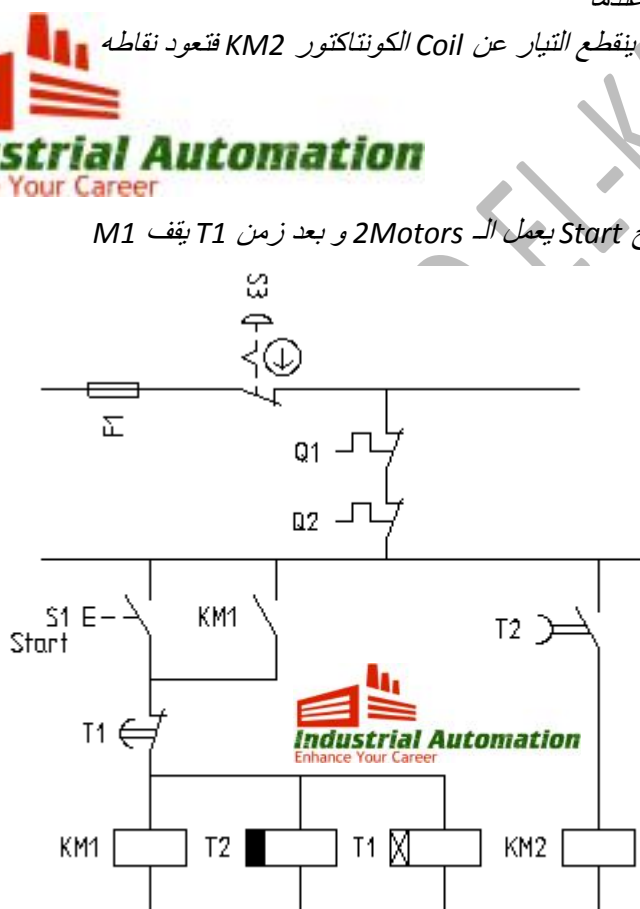 ينقطع التيار عن Coil الكونتاكتور KM2 فتعود نقاطه
strial Automation
Your Career
Start يعمل الـ 2Motors و بعد زمن T1 يقف M1
S3
F1
Q1
Q2
S1
KM1
T2
Start
Industrial Automation
Enhance Your Career
T1
KM1
T2
T1
KM2